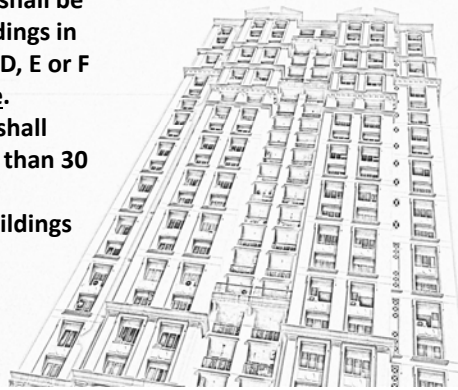 shall be
dings in
D, E or F
e.
shall
than 30
ildings